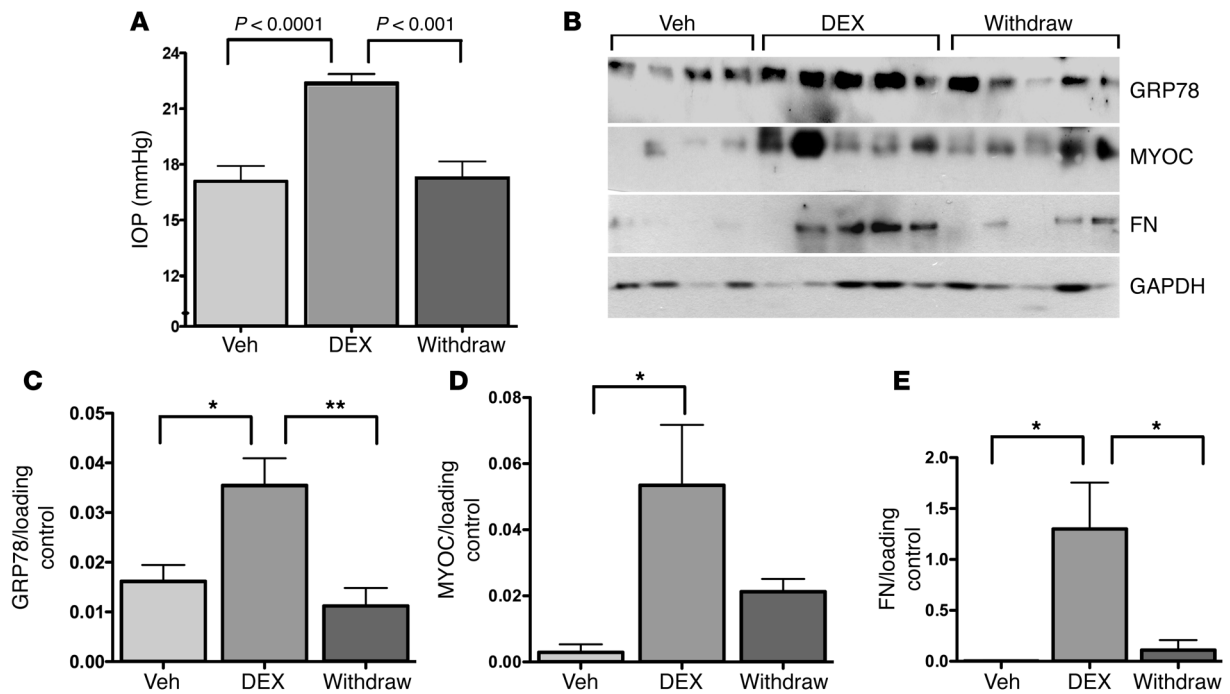 A
P < 0.0001
P < 0.001
IOP (mmHg)
24
21
18
15
12
0
Veh
DEX
Withdraw
B
Veh
DEX
Withdraw
GRP78
MYOC
FN
GAPDH
C
GRP78/loading
control
0.05
0.04
0.03
0.02
0.01
0.00
*
**
Veh
DEX
Withdraw
D
MYOC/loading
control
0.08
0.06
0.04
0.02
0.00
*
Veh
DEX
Withdraw
E
FN/loading
control
2.0
1.5
1.0
0.5
0.0
*
*
Veh
DEX
Withdraw